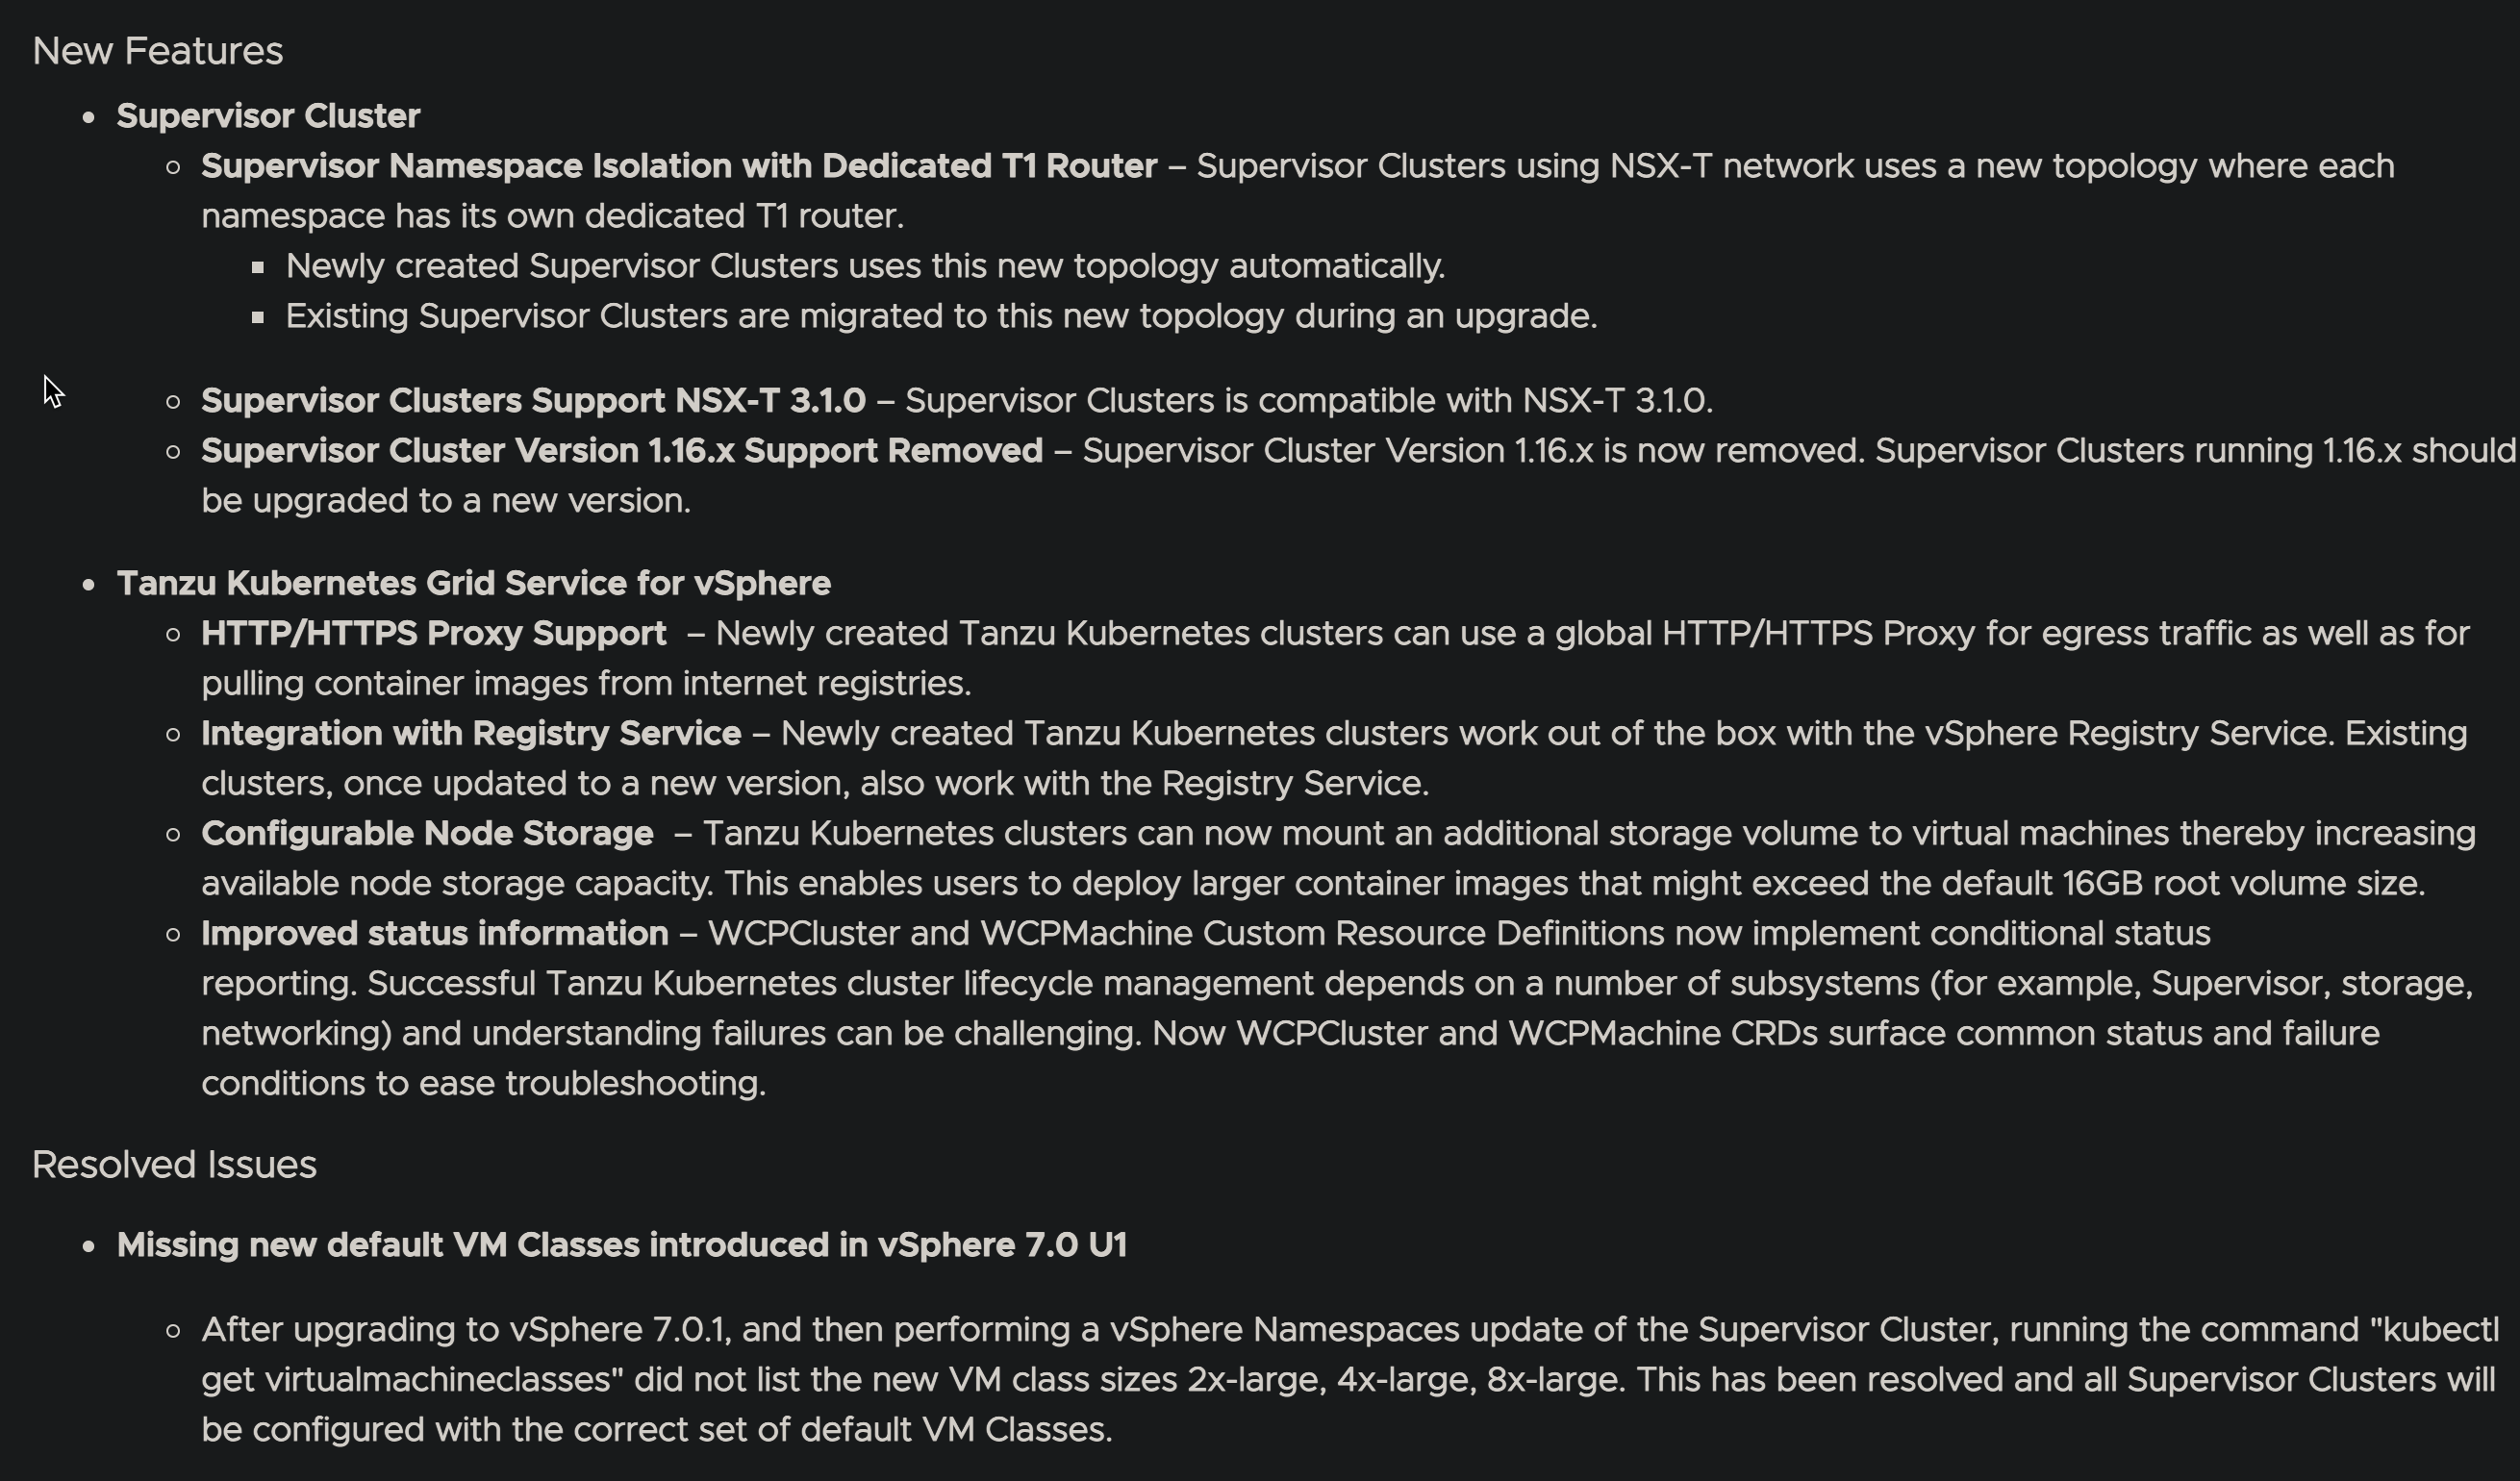 New Features
• Supervisor Cluster
○ Supervisor Namespace Isolation with Dedicated T1 Router – Supervisor Clusters using NSX-T network uses a new topology where each
namespace has its own dedicated T1 router.
▪ Newly created Supervisor Clusters uses this new topology automatically.
▪ Existing Supervisor Clusters are migrated to this new topology during an upgrade.
○ Supervisor Clusters Support NSX-T 3.1.0 – Supervisor Clusters is compatible with NSX-T 3.1.0.
○ Supervisor Cluster Version 1.16.x Support Removed – Supervisor Cluster Version 1.16.x is now removed. Supervisor Clusters running 1.16.x should
be upgraded to a new version.
• Tanzu Kubernetes Grid Service for vSphere
○ HTTP/HTTPS Proxy Support – Newly created Tanzu Kubernetes clusters can use a global HTTP/HTTPS Proxy for egress traffic as well as for
pulling container images from internet registries.
○ Integration with Registry Service – Newly created Tanzu Kubernetes clusters work out of the box with the vSphere Registry Service. Existing
clusters, once updated to a new version, also work with the Registry Service.
○ Configurable Node Storage – Tanzu Kubernetes clusters can now mount an additional storage volume to virtual machines thereby increasing
available node storage capacity. This enables users to deploy larger container images that might exceed the default 16GB root volume size.
○ Improved status information – WCPCluster and WCPMachine Custom Resource Definitions now implement conditional status
reporting. Successful Tanzu Kubernetes cluster lifecycle management depends on a number of subsystems (for example, Supervisor, storage,
networking) and understanding failures can be challenging. Now WCPCluster and WCPMachine CRDs surface common status and failure
conditions to ease troubleshooting.
Resolved Issues
• Missing new default VM Classes introduced in vSphere 7.0 U1
○ After upgrading to vSphere 7.0.1, and then performing a vSphere Namespaces update of the Supervisor Cluster, running the command "kubectl
get virtualmachineclasses" did not list the new VM class sizes 2x-large, 4x-large, 8x-large. This has been resolved and all Supervisor Clusters will
be configured with the correct set of default VM Classes.